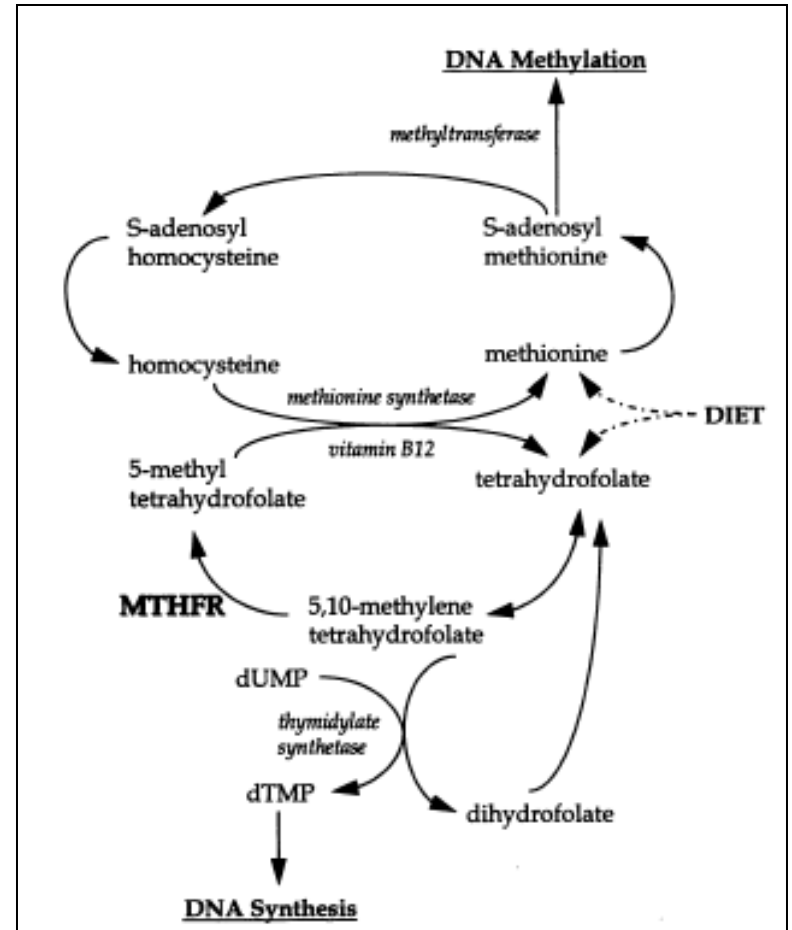 DNA Methylation
methyltransferase
S-adenosyl
homocysteine
S-adenosyl
methionine
homocysteine
methionine
methionine synthetase
vitamin B12
DIET
5-methyl
tetrahydrofolate
tetrahydrofolate
MTHFR
5,10-methylene
tetrahydrofolate
dUMP
thymidylate
synthetase
dTMP
dihydrofolate
DNA Synthesis